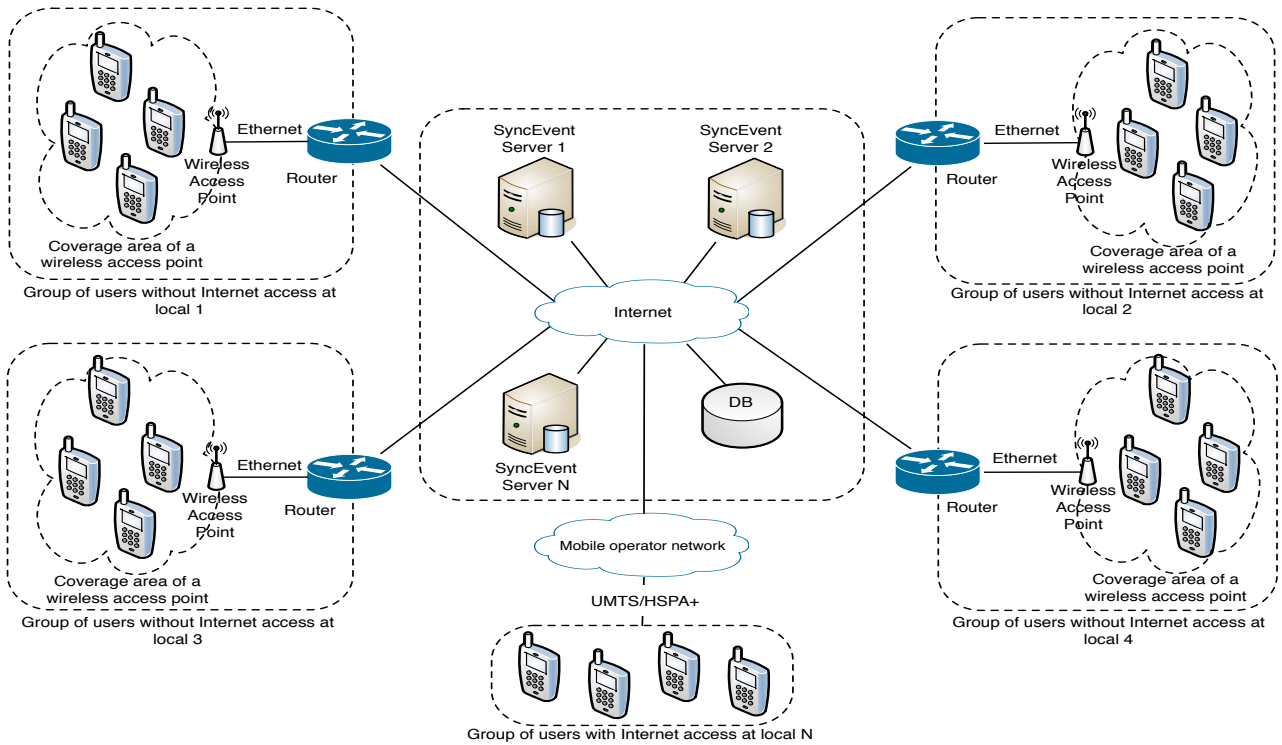 Ethernet
Wireless
Access
Point
Router
Coverage area of a
wireless access point
Group of users without Internet access at
local 1
SyncEvent
Server 1
SyncEvent
Server 2
Ethernet
Router
Wireless
Access
Point
Coverage area of a
wireless access point
Group of users without Internet access at
local 2
Internet
DB
SyncEvent
Server N
Ethernet
Wireless
Access
Point
Router
Coverage area of a
wireless access point
Group of users without Internet access at
local 3
Ethernet
Router
Wireless
Access
Point
Coverage area of a
wireless access point
Group of users without Internet access at
local 4
Mobile operator network
UMTS/HSPA+
Group of users with Internet access at local N